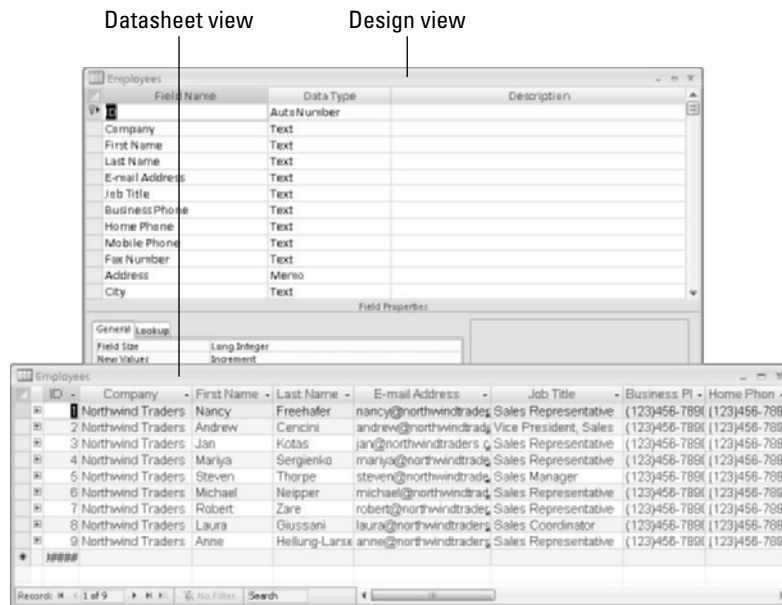 Datasheet view Design view
Employees
Field Name Data Type Description
ID AutoNumber
Company Text
First Name Text
Last Name Text
E-mail Address Text
Job Title Text
Business Phone Text
Home Phone Text
Mobile Phone Text
Fax Number Text
Address Memo
City Text
Field Properties
General Lookup
Field Size Long Integer
New Values Increment
Employees
ID Company First Name Last Name E-mail Address Job Title Business Pl Home Phon
1 Northwind Traders Nancy Freehafer nancy@northwindtrades Sales Representative (123)456-789( (123)456-789
2 Northwind Traders Andrew Cencini andrew@northwindtrade Vice President, Sales (123)456-789( (123)456-789
3 Northwind Traders Jan Kotas jan@northwindtraders.c Sales Representative (123)456-789( (123)456-789
4 Northwind Traders Mariya Sergienko mariya@northwindtrade Sales Representative (123)456-789( (123)456-789
5 Northwind Traders Steven Thorpe steven@northwindtrade Sales Manager (123)456-789( (123)456-789
6 Northwind Traders Michael Neipper michael@northwindtrad Sales Representative (123)456-789( (123)456-789
7 Northwind Traders Robert Zare robert@northwindtraders Sales Representative (123)456-789( (123)456-789
8 Northwind Traders Laura Giussani laura@northwindtraders Sales Coordinator (123)456-789( (123)456-789
9 Northwind Traders Anne Hellung-Larse anne@northwindtraders Sales Representative (123)456-789( (123)456-789
* #####
Record: 1 of 9 No Filter Search